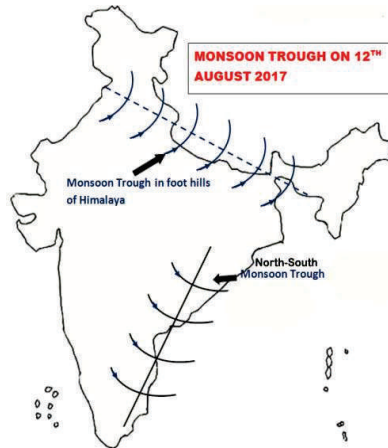 MONSOON TROUGH ON 12TH
AUGUST 2017
Monsoon Trough in foot hills
of Himalaya
North-South
Monsoon Trough